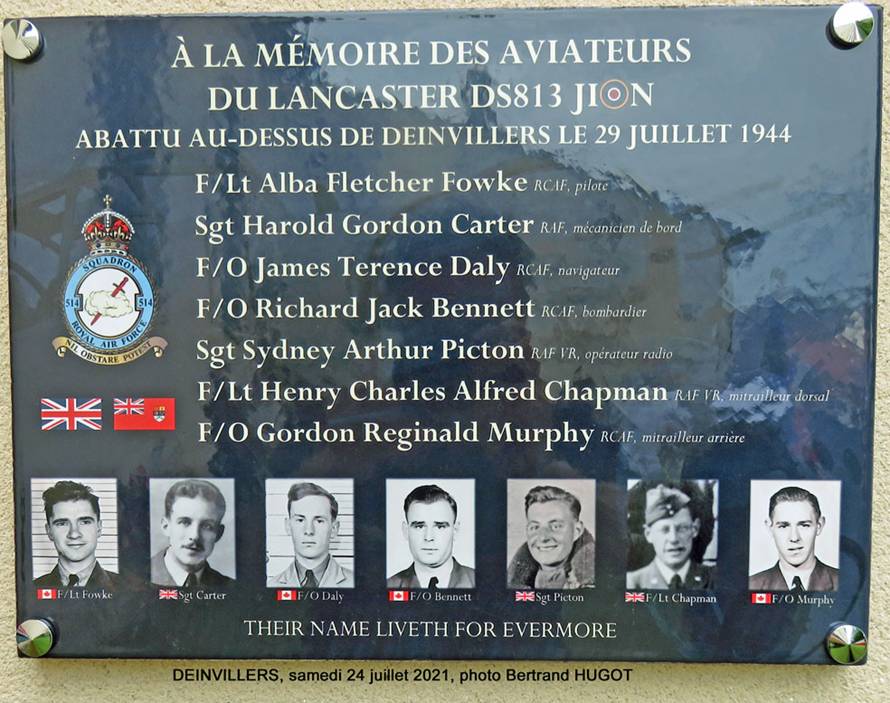 À LA MÉMOIRE DES AVIATEURS
DU LANCASTER DS813 JION
ABATTU AU-DESSUS DE DEINVILLERS LE 29 JUILLET 1944
F/Lt Alba Fletcher Fowke RCAF, pilote
Sgt Harold Gordon Carter RAF, mécanicien de bord
F/O James Terence Daly RCAF, navigateur
F/O Richard Jack Bennett RCAF, bombardier
Sgt Sydney Arthur Picton RAF VR, opérateur radio
F/Lt Henry Charles Alfred Chapman RAF VR, mitrailleur dorsal
F/O Gordon Reginald Murphy RCAF, mitrailleur arrière
SQUADRON
514 514
ROYAL AIR FORCE
NIL OBSTARE POTEST
F/Lt Fowke Sgt Carter F/O Daly F/O Bennett Sgt Picton F/Lt Chapman F/O Murphy
THEIR NAME LIVETH FOR EVERMORE
DEINVILLERS, samedi 24 juillet 2021, photo Bertrand HUGOT